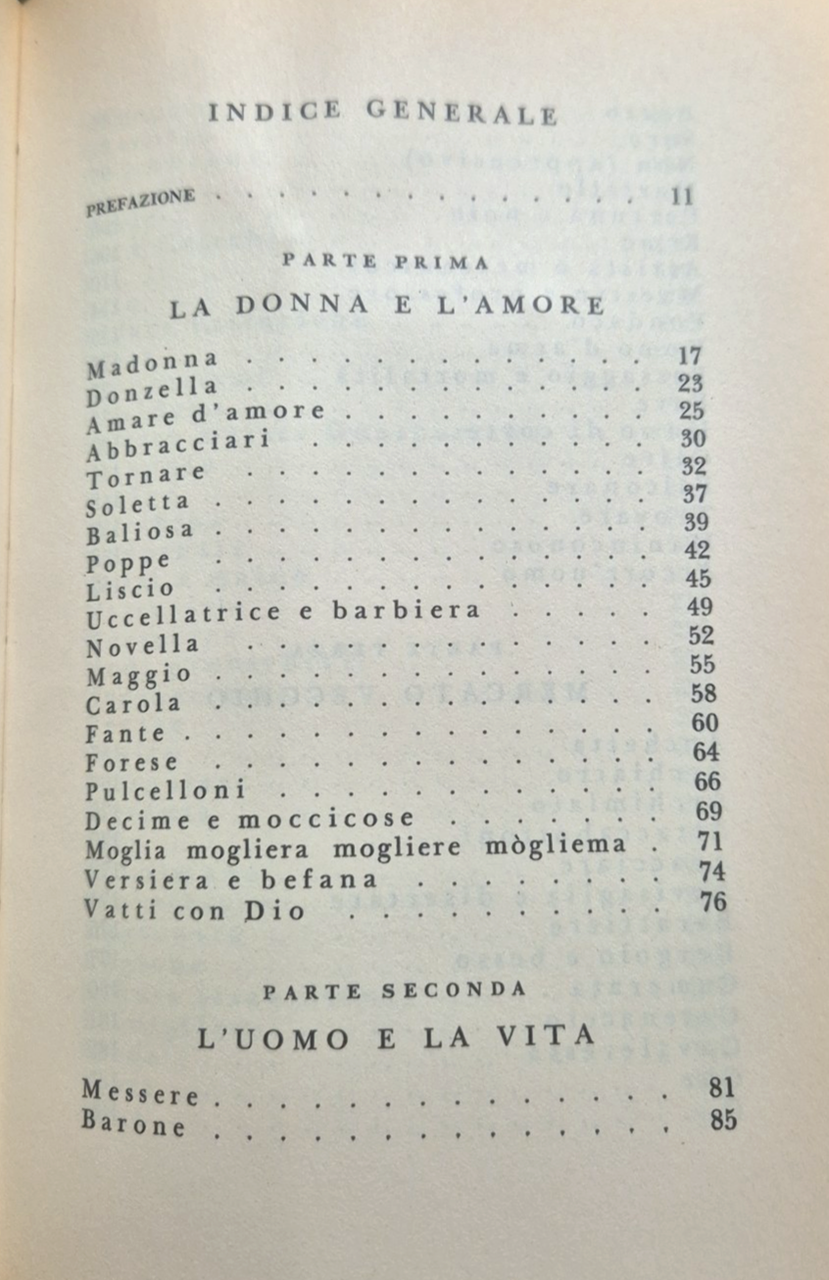 INDICE GENERALE
PREFAZIONE . . . . . . . . . . . . . . 11
PARTE PRIMA
LA DONNA E L'AMORE
Madonna . . . . . . . . . . . . . 17
Donzella . . . . . . . . . . . . . 23
Amare d'amore . . . . . . . . . . 25
Abbracciari . . . . . . . . . . . 30
Tornare . . . . . . . . . . . . . 32
Soletta . . . . . . . . . . . . . . 37
Baliosa . . . . . . . . . . . . . . 39
Poppe . . . . . . . . . . . . . . 42
Liscio . . . . . . . . . . . . . . 45
Uccellatrice e barbiera . . . . . 49
Novella . . . . . . . . . . . . . 52
Maggio . . . . . . . . . . . . . . 55
Carola . . . . . . . . . . . . . . 58
Fante . . . . . . . . . . . . . . . 60
Forese . . . . . . . . . . . . . . 64
Pulcelloni . . . . . . . . . . . . 66
Decime e moccicose . . . . . . . 69
Moglia mogliera mogliere mògliema . 71
Versiera e befana . . . . . . . . 74
Vatti con Dio . . . . . . . . . . 76
PARTE SECONDA
L'UOMO E LA VITA
Messere . . . . . . . . . . . . . . 81
Barone . . . . . . . . . . . . . . 85